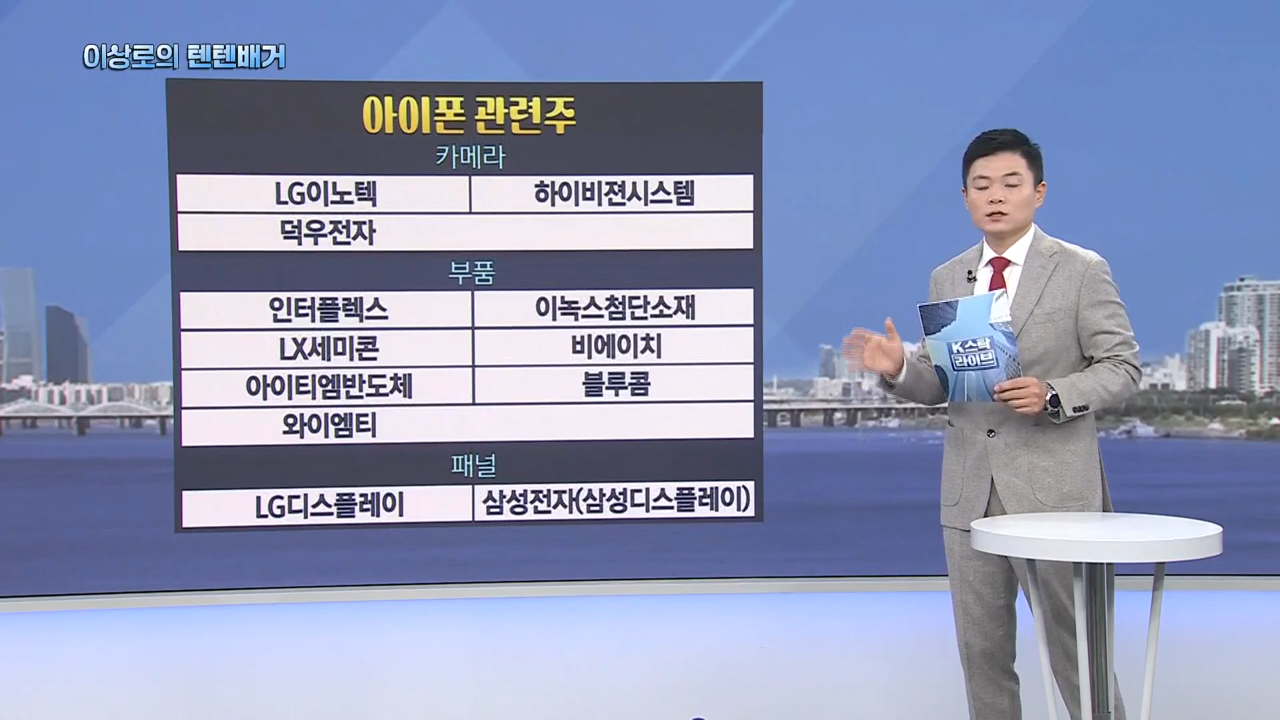 이상로의 텐텐배거
아이폰 관련주
카메라
LG이노텍 하이비젼시스템
덕우전자
부품
인터플렉스 이녹스첨단소재
LX세미콘 비에이치
아이티엠반도체 블루콤
와이엠티
패널
LG디스플레이 삼성전자(삼성디스플레이)
K스탁
라이브